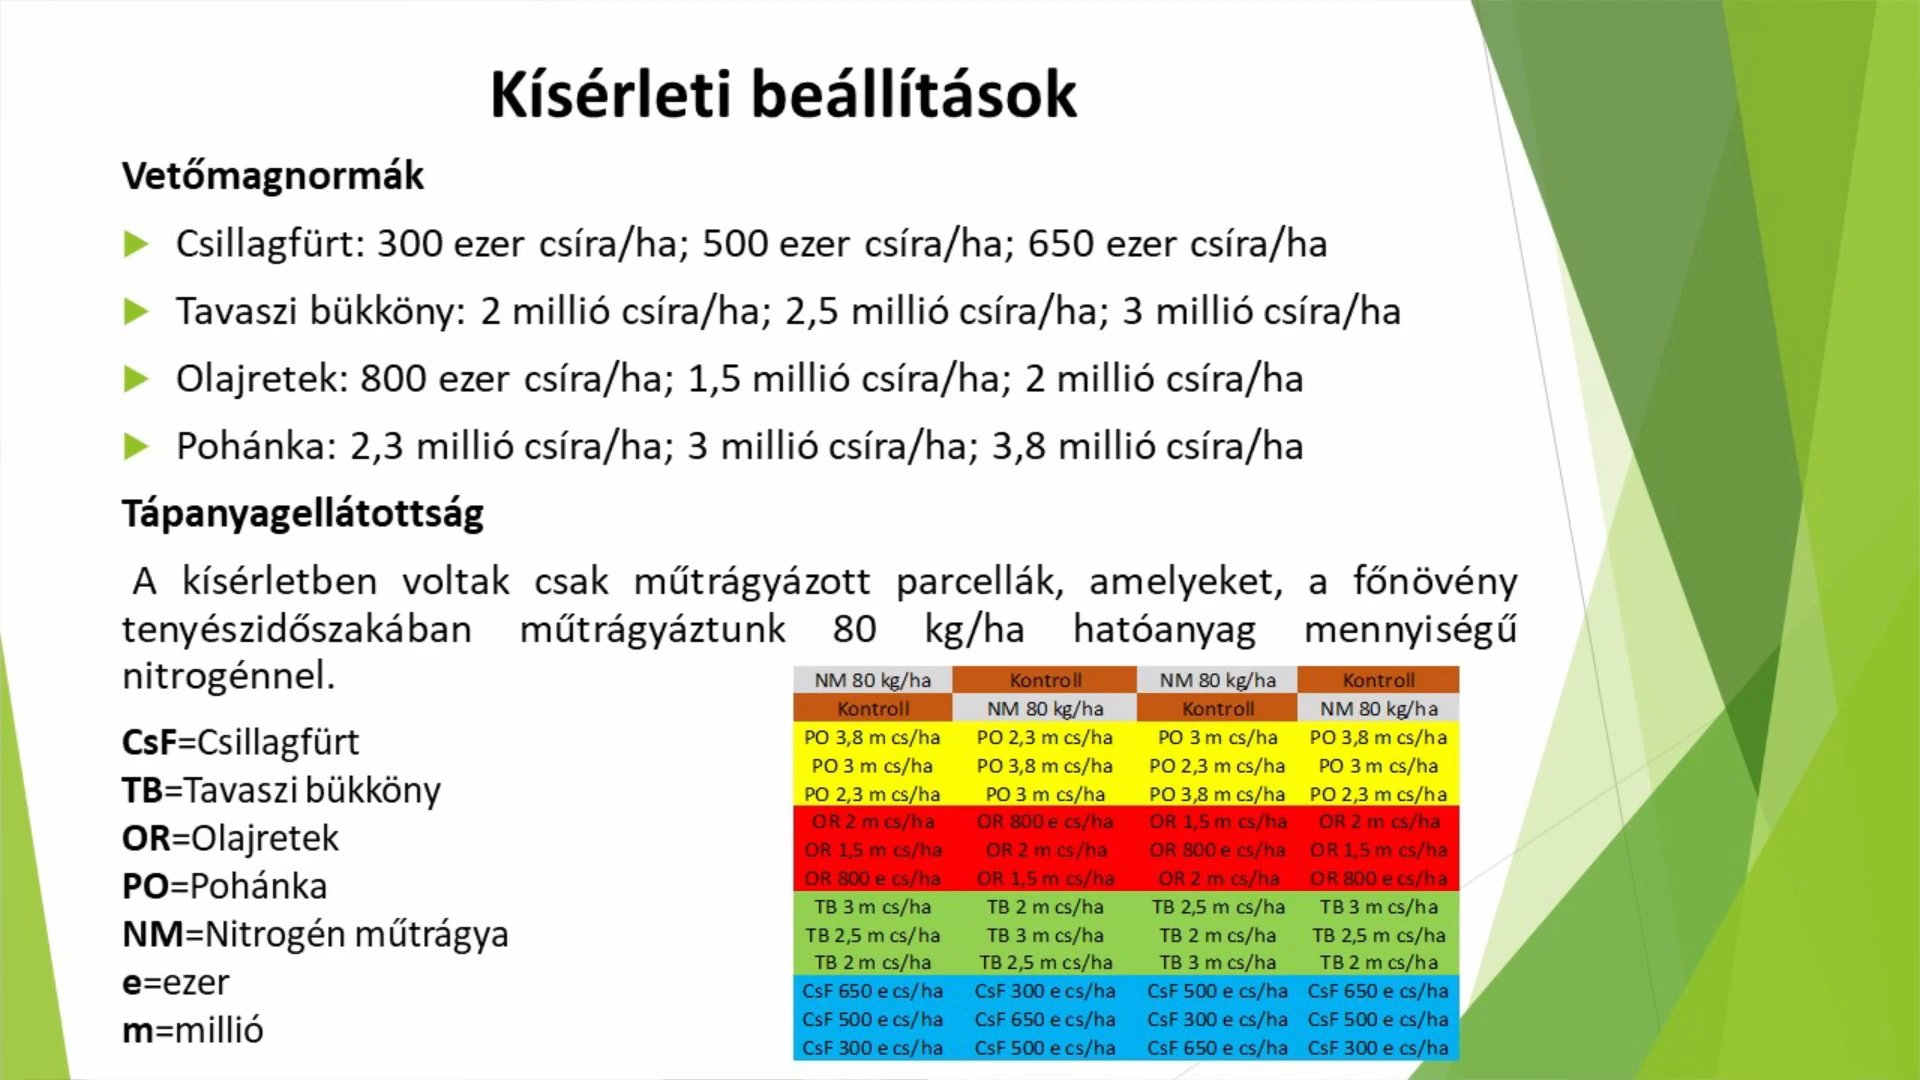 Kísérleti beállítások
Vetőmagnormák
Csillagfürt: 300 ezer csíra/ha; 500 ezer csíra/ha; 650 ezer csíra/ha
Tavaszi bükköny: 2 millió csíra/ha; 2,5 millió csíra/ha; 3 millió csíra/ha
Olajretek: 800 ezer csíra/ha; 1,5 millió csíra/ha; 2 millió csíra/ha
Pohánka: 2,3 millió csíra/ha; 3 millió csíra/ha; 3,8 millió csíra/ha
Tápanyagellátottság
A kísérletben voltak csak műtrágyázott parcellák, amelyeket, a főnövény
tenyészidőszakában műtrágyáztunk 80 kg/ha hatóanyag mennyiségű
nitrogénnel.
CsF=Csillagfürt
TB=Tavaszi bükköny
OR=Olajretek
PO=Pohánka
NM=Nitrogén műtrágya
e=ezer
m=millió
NM 80 kg/ha Kontroll NM 80 kg/ha Kontroll
Kontroll NM 80 kg/ha Kontroll NM 80 kg/ha
PO 3,8 m cs/ha PO 2,3 m cs/ha PO 3 m cs/ha PO 3,8 m cs/ha
PO 3 m cs/ha PO 3,8 m cs/ha PO 2,3 m cs/ha PO 3 m cs/ha
PO 2,3 m cs/ha PO 3 m cs/ha PO 3,8 m cs/ha PO 2,3 m cs/ha
OR 2 m cs/ha OR 800 e cs/ha OR 1,5 m cs/ha OR 2 m cs/ha
OR 1,5 m cs/ha OR 2 m cs/ha OR 800 e cs/ha OR 1,5 m cs/ha
OR 800 e cs/ha OR 1,5 m cs/ha OR 2 m cs/ha OR 800 e cs/ha
TB 3 m cs/ha TB 2 m cs/ha TB 2,5 m cs/ha TB 3 m cs/ha
TB 2,5 m cs/ha TB 3 m cs/ha TB 2 m cs/ha TB 2,5 m cs/ha
TB 2 m cs/ha TB 2,5 m cs/ha TB 3 m cs/ha TB 2 m cs/ha
CsF 650 e cs/ha CsF 300 e cs/ha CsF 500 e cs/ha CsF 650 e cs/ha
CsF 500 e cs/ha CsF 650 e cs/ha CsF 300 e cs/ha CsF 500 e cs/ha
CsF 300 e cs/ha CsF 500 e cs/ha CsF 650 e cs/ha CsF 300 e cs/ha